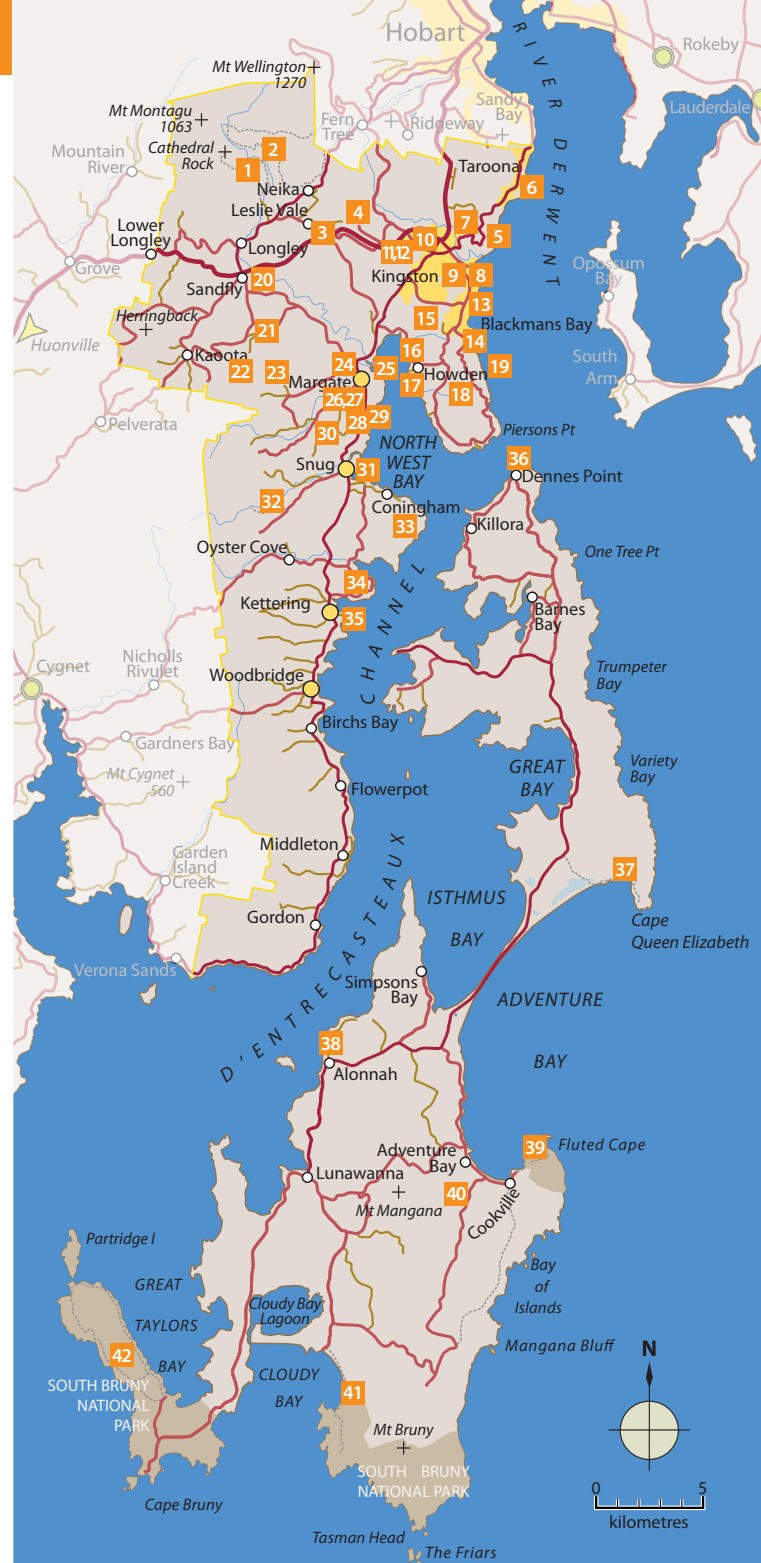 Hobart
RIVER DERWENT
Rokeby
Mt Wellington
1270
Lauderdale
Sandy
Bay
Mt Montagu
1063
Fern
Tree
Ridgeway
Cathedral
Rock
2
Mountain
River
1
Taroona
6
Neika
Leslie Vale
4
7
Lower
Longley
3
5
10
Longley
11,12
Grove
Opossum
Bay
Kingston
9
8
20
Sandfly
13
Herringback
15
Blackmans Bay
21
Huonville
14
16
Kaoota
South
Arm
24
25
19
Howden
22
23
Margate
17
18
26,27
28
29
Pelverata
30
Piersons Pt
NORTH
WEST
BAY
36
Snug
31
Dennes Point
32
Coningham
33
Killora
Oyster Cove
One Tree Pt
34
Kettering
35
Barnes
Bay
Nicholls
Rivulet
Cygnet
Woodbridge
Trumpeter
Bay
D'ENTRECASTEAUX CHANNEL
Birchs Bay
Gardners Bay
GREAT
BAY
Variety
Bay
Mt Cygnet
560
Flowerpot
Middleton
Garden
Island
Creek
37
ISTHMUS
BAY
Gordon
Cape
Queen Elizabeth
Verona Sands
Simpsons
Bay
ADVENTURE
BAY
38
Alonnah
39
Fluted Cape
Adventure
Bay
Lunawanna
40
Mt Mangana
Cookville
Partridge I
Bay
of
Islands
GREAT
TAYLORS
BAY
Cloudy Bay
Lagoon
42
Mangana Bluff
N
CLOUDY
BAY
SOUTH BRUNY
NATIONAL
PARK
41
Mt Bruny
SOUTH BRUNY
NATIONAL PARK
0 5
kilometres
Cape Bruny
Tasman Head
The Friars